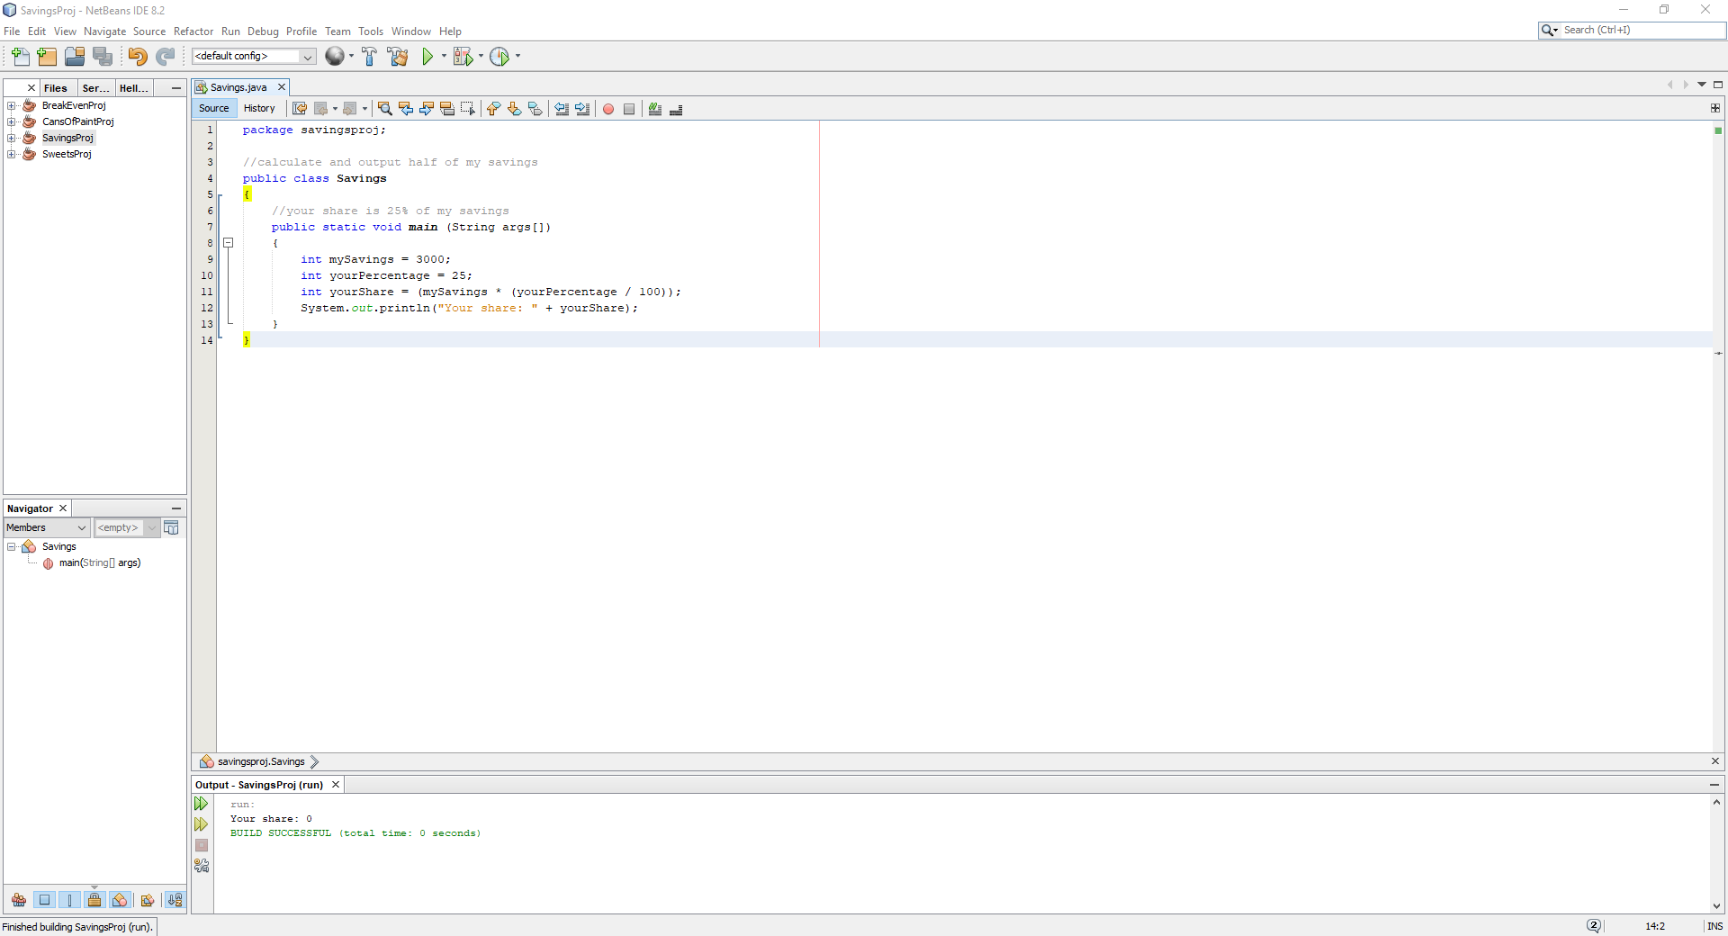 SavingsProj - NetBeans IDE 8.2
File Edit View Navigate Source Refactor Run Debug Profile Team Tools Window Help
Search (Ctrl+I)
<default config>
Files Ser... Hell...
BreakEvenProj
CansOfPaintProj
SavingsProj
SweetsProj
Savings.java
Source History
1 package savingsproj;
2
3 //calculate and output half of my savings
4 public class Savings
5 {
6 //your share is 25% of my savings
7 public static void main (String args[])
8 {
9 int mySavings = 3000;
10 int yourPercentage = 25;
11 int yourShare = (mySavings * (yourPercentage / 100));
12 System.out.println("Your share: " + yourShare);
13 }
14 }
Navigator
Members <empty>
Savings
main(String[] args)
savingsproj.Savings
Output - SavingsProj (run)
run:
Your share: 0
BUILD SUCCESSFUL (total time: 0 seconds)
Finished building SavingsProj (run).
2 14:2 INS